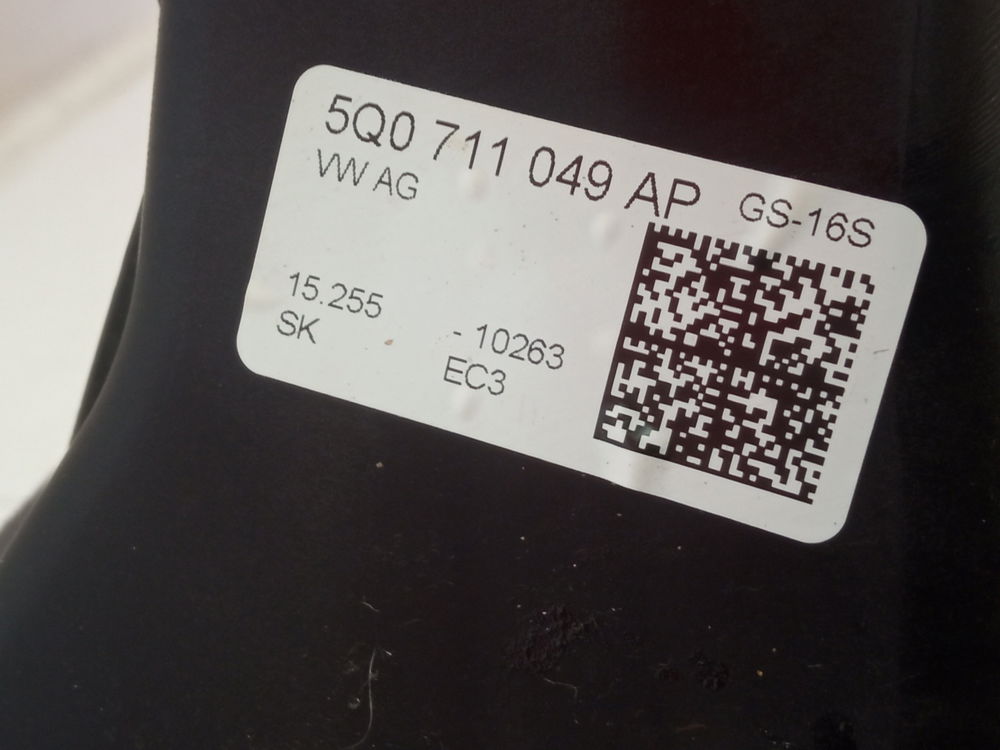 5Q0 711 049 AP GS-16S
VW AG
15.255 - 10263
SK EC3